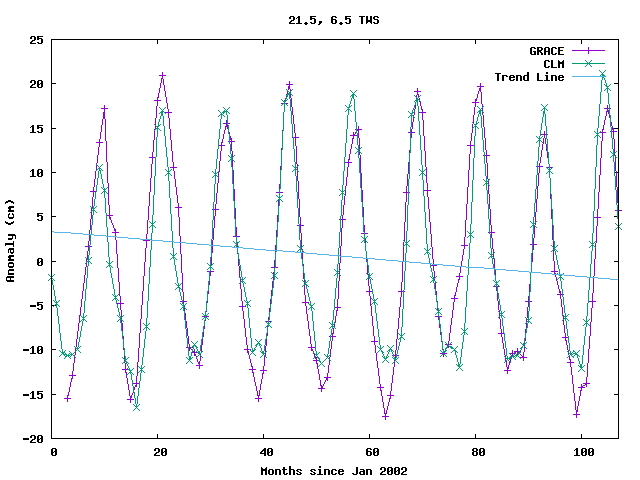 21.5, 6.5 TWS
GRACE
CLM
Trend Line
25
20
15
10
5
0
-5
-10
-15
-20
Anomaly (cm)
0 20 40 60 80 100
Months since Jan 2002